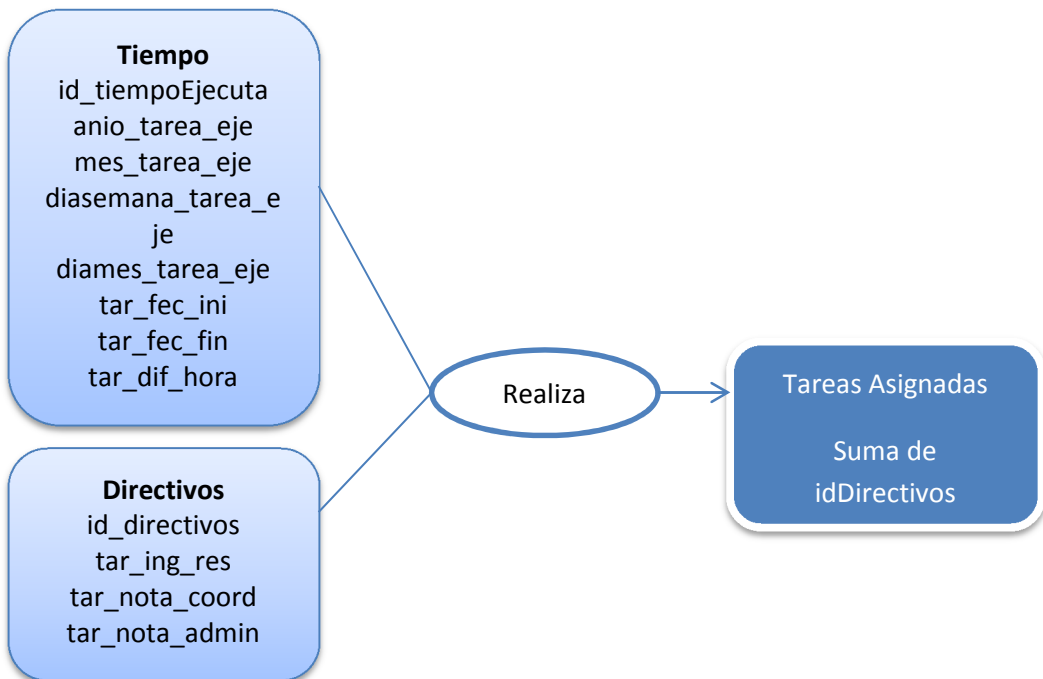 Tiempo
id_tiempoEjecuta
anio_tarea_eje
mes_tarea_eje
diasemana_tarea_e
je
diames_tarea_eje
tar_fec_ini
tar_fec_fin
tar_dif_hora
Directivos
id_directivos
tar_ing_res
tar_nota_coord
tar_nota_admin
Realiza
Tareas Asignadas
Suma de
idDirectivos